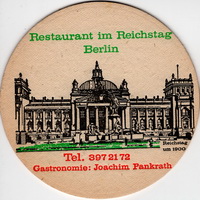 Restaurant im Reichstag
Berlin
Reichstag
um 1900
Tel. 397 21 72
Gastronomie: Joachim Pankrath